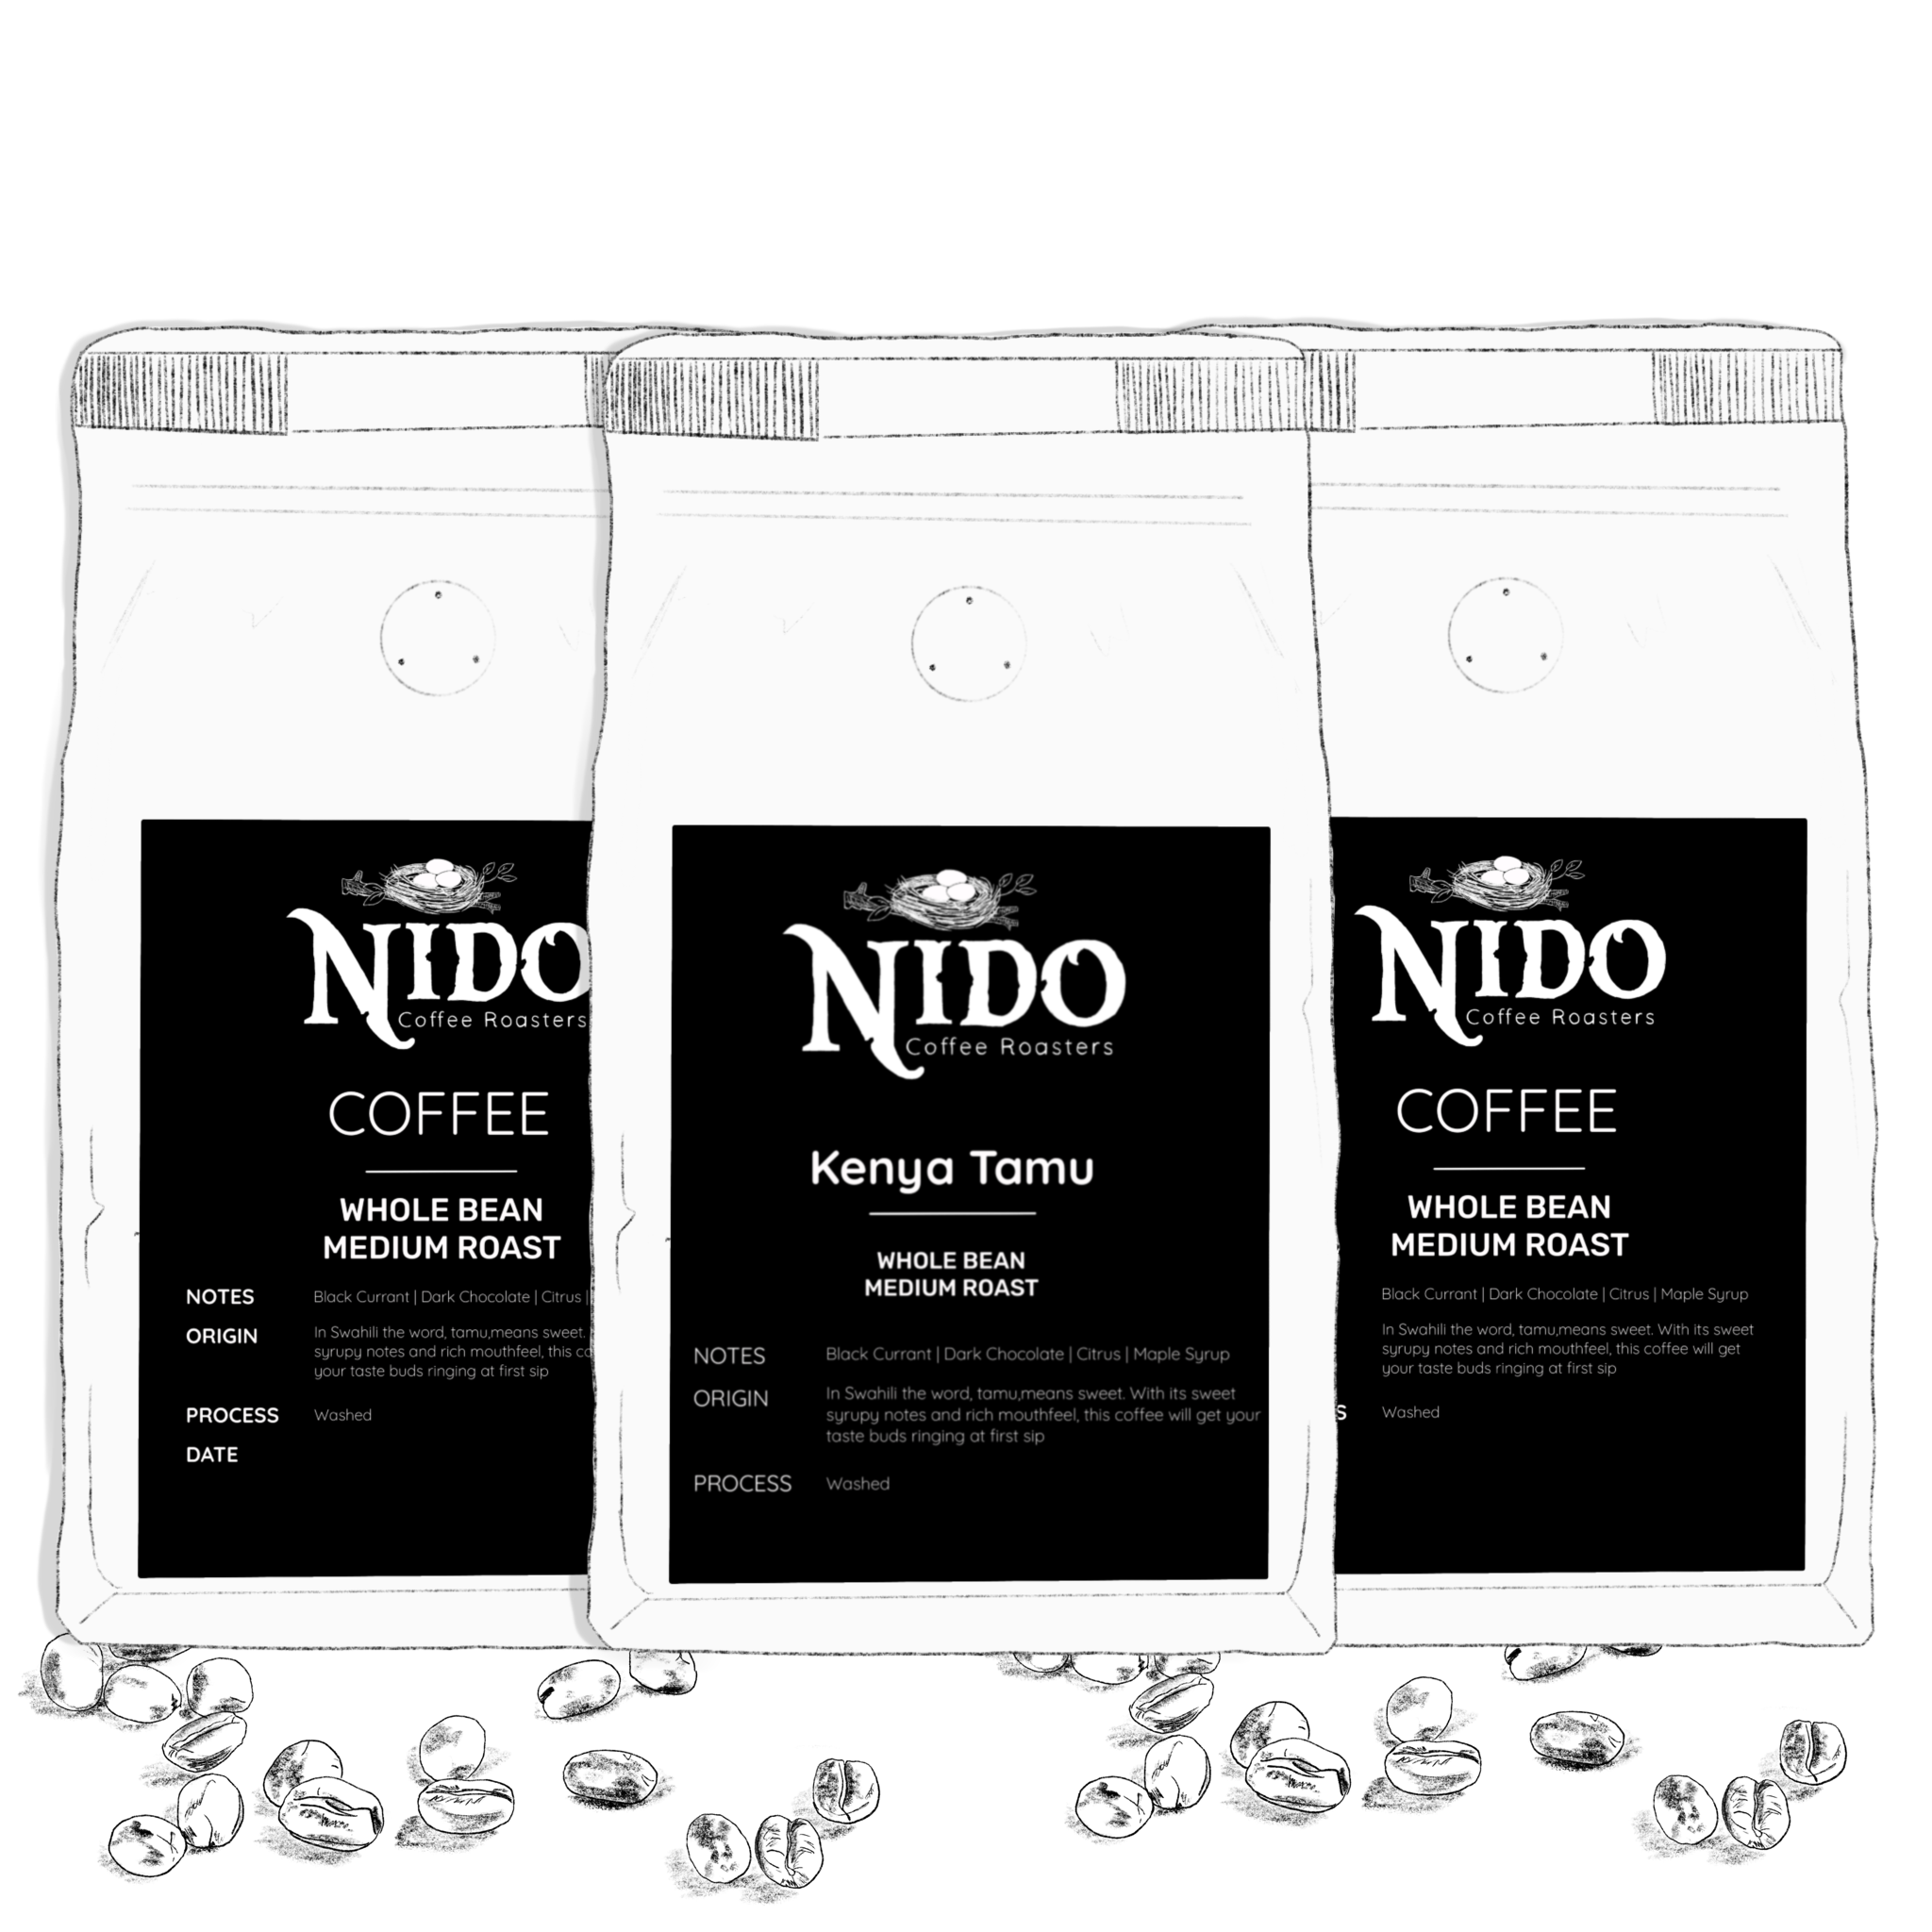 NIDO
Coffee Roasters
COFFEE
WHOLE BEAN
MEDIUM ROAST
NOTES Black Currant | Dark Chocolate | Citrus |
ORIGIN In Swahili the word, tamu,means sweet.
syrupy notes and rich mouthfeel, this
your taste buds ringing at first sip
PROCESS Washed
DATE
NIDO
Coffee Roasters
Kenya Tamu
WHOLE BEAN
MEDIUM ROAST
NOTES Black Currant | Dark Chocolate | Citrus | Maple Syrup
ORIGIN In Swahili the word, tamu,means sweet. With its sweet
syrupy notes and rich mouthfeel, this coffee will get your
taste buds ringing at first sip
PROCESS Washed
NIDO
Coffee Roasters
COFFEE
WHOLE BEAN
MEDIUM ROAST
Black Currant | Dark Chocolate | Citrus | Maple Syrup
In Swahili the word, tamu,means sweet. With its sweet
syrupy notes and rich mouthfeel, this coffee will get
your taste buds ringing at first sip
Washed